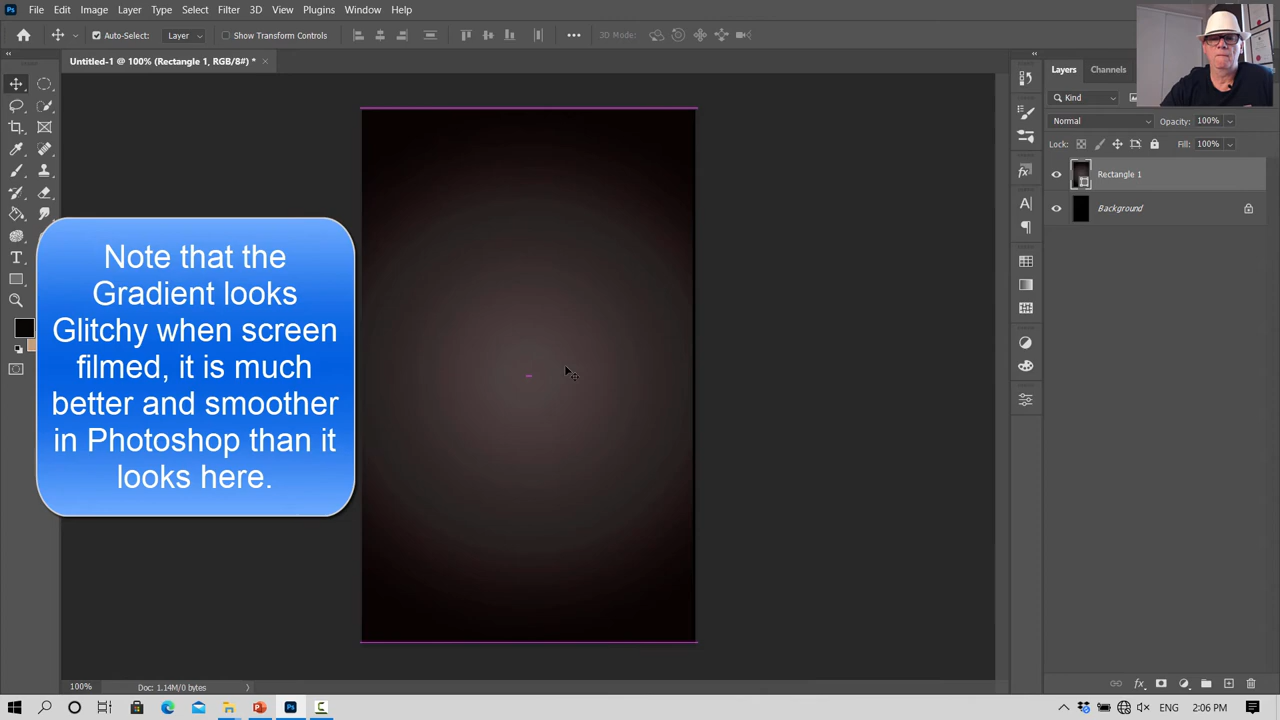 File Edit Image Layer Type Select Filter 3D View Plugins Window Help
Auto-Select: Layer Show Transform Controls 3D Mode:
Untitled-1 @ 100% (Rectangle 1, RGB/8#) *
Layers Channels
Kind
Normal Opacity: 100%
Lock: Fill: 100%
Rectangle 1
Background
Note that the
Gradient looks
Glitchy when screen
filmed, it is much
better and smoother
in Photoshop than it
looks here.
100% Doc: 1.14M/0 bytes
ENG 2:06 PM